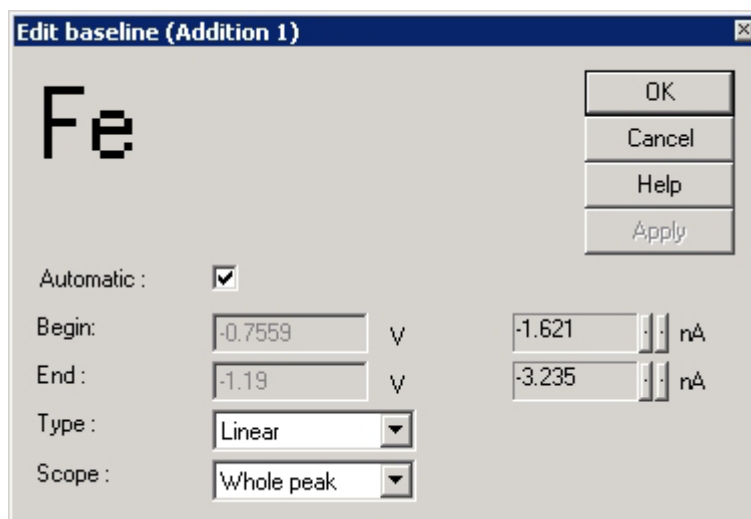 Edit baseline (Addition 1)
Fe
OK
Cancel
Help
Apply
Automatic :
Begin: -0.7559 V -1.621 nA
End : -1.19 V -3.235 nA
Type : Linear
Scope : Whole peak